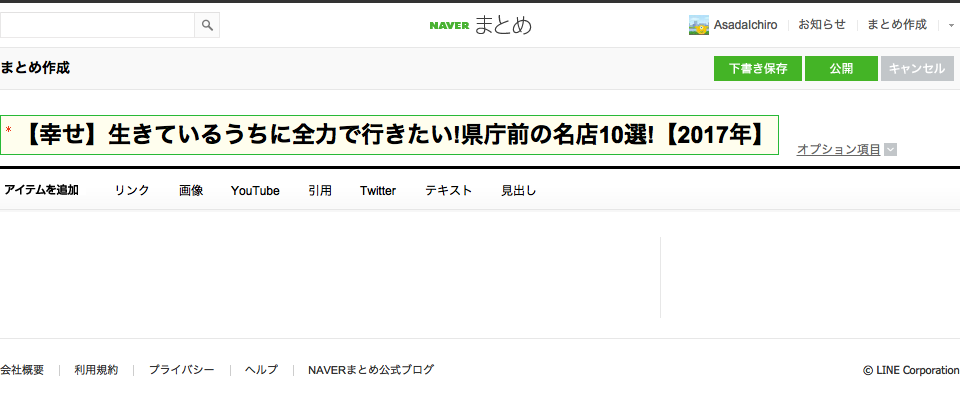 NAVER まとめ
AsadaIchiro お知らせ まとめ作成
まとめ作成
下書き保存 公開 キャンセル
* 【幸せ】生きているうちに全力で行きたい!県庁前の名店10選!【2017年】
オプション項目
アイテムを追加 リンク 画像 YouTube 引用 Twitter テキスト 見出し
会社概要 利用規約 プライバシー ヘルプ NAVERまとめ公式ブログ © LINE Corporation